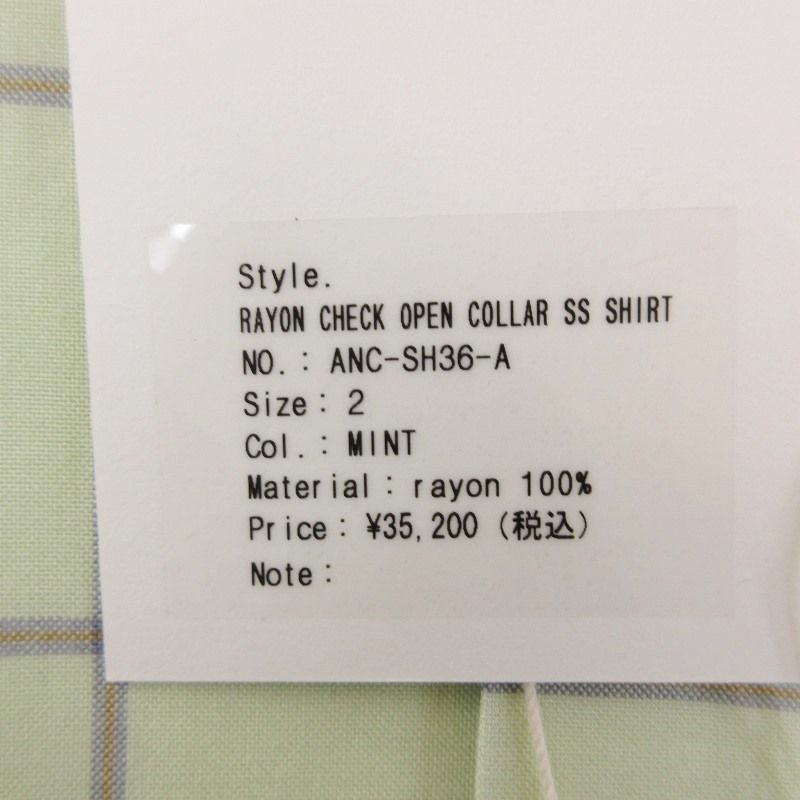 Style.
RAYON CHECK OPEN COLLAR SS SHIRT
NO.: ANC-SH36-A
Size: 2
Col.: MINT
Material: rayon 100%
Price: ¥35,200 (税込)
Note: